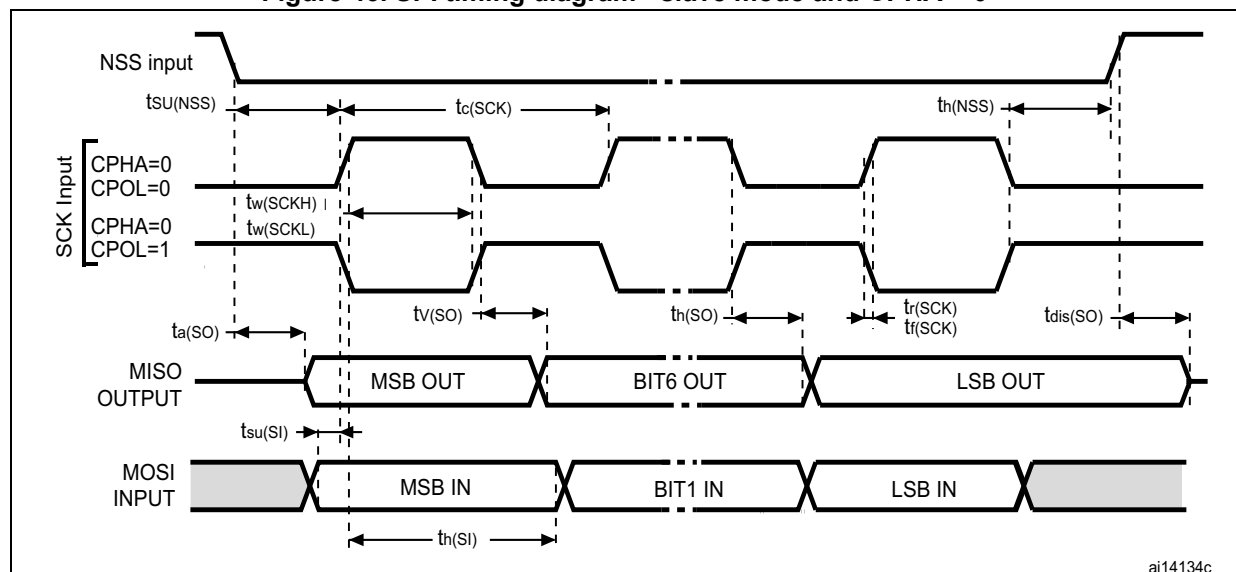 NSS input
tSU(NSS)
tc(SCK)
th(NSS)
SCK Input
CPHA=0
CPOL=0
tw(SCKH)
CPHA=0
tw(SCKL)
CPOL=1
ta(SO)
tV(SO)
th(SO)
tr(SCK)
tf(SCK)
tdis(SO)
MISO
OUTPUT
MSB OUT
BIT6 OUT
LSB OUT
tsu(SI)
MOSI
INPUT
MSB IN
BIT1 IN
LSB IN
th(SI)
ai14134c